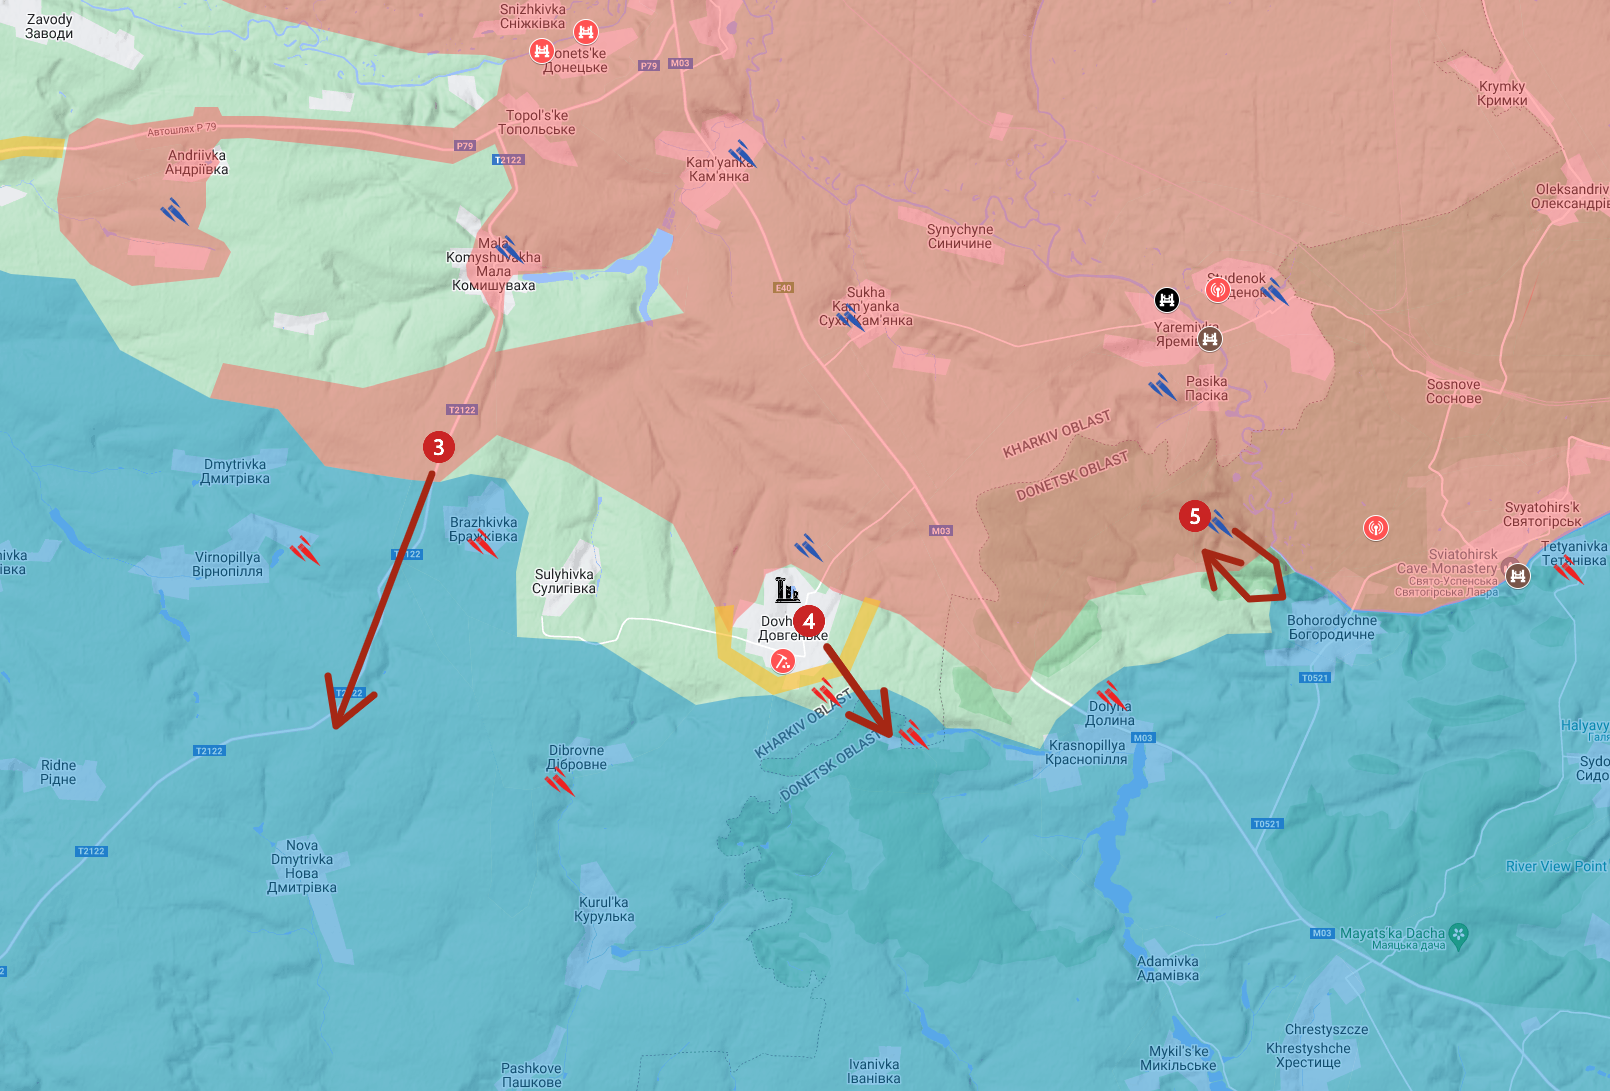 Zavody
Заводи
Snizhkivka
Сніжківка
onets'ke
Донецьке
P79
M03
Krymky
Кримки
Topol's'ke
Топольське
Автошлях Р 79
P79
T2122
Andriivka
Андріївка
Kam'yanka
Кам'янка
Oleksandriv
Олександрів
Synychyne
Синичине
Mala
Komyshuvakha
Мала
Комишуваха
E40
Sukha
Kam'yanka
Суха Кам'янка
Studenok
Yaremivka
Яремів
Pasika
Пасіка
Sosnove
Соснове
T2122
KHARKIV OBLAST
DONETSK OBLAST
3
Dmytrivka
Дмитрівка
Brazhkivka
Бражківка
Virnopillya
Вірнопілля
ivka
івка
T2122
M03
5
Svyatohirs'k
Святогірськ
Tetyanivka
Тетянівка
Sviatohirsk
Cave Monastery
Свято-Успенська
Святогірська Лавра
Sulyhivka
Сулигівка
4
Dovh
Довгеньке
Bohorodychne
Богородичне
T0521
T2122
KHARKIV OBLAST
DONETSK OBLAST
Dolyna
Долина
M03
Krasnopillya
Краснопілля
Halyavy
Галя
Sydo
Сидо
T2122
Dibrovne
Дібровне
Ridne
Рідне
T0521
T2122
Nova
Dmytrivka
Нова
Дмитрівка
River View Point
Kurul'ka
Курулька
M03
Mayats'ka Dacha
Маяцька дача
Adamivka
Адамівка
2
Chrestyszcze
Khrestyshche
Хрестище
Mykil's'ke
Микільське
Pashkove
Пашкове
Ivanivka
Іванівка